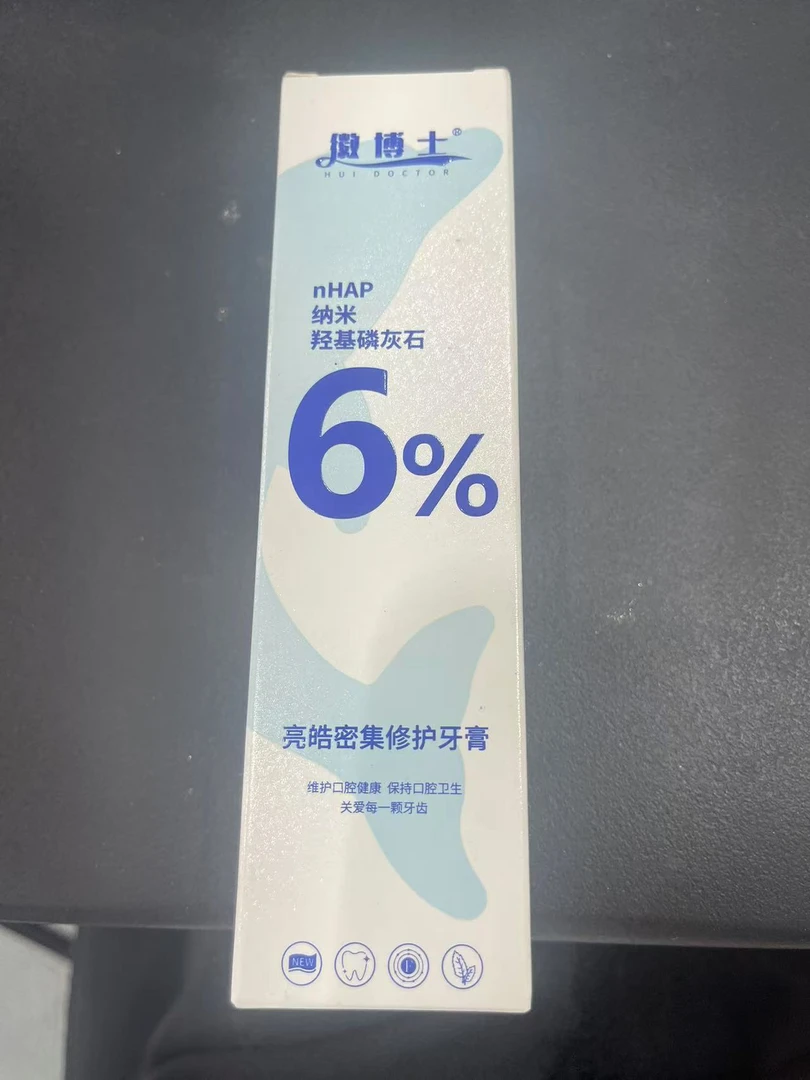 徽博士®
HUI DOCTOR
nHAP
纳米
羟基磷灰石
6%
亮皓密集修护牙膏
维护口腔健康 保持口腔卫生
关爱每一颗牙齿
NEW